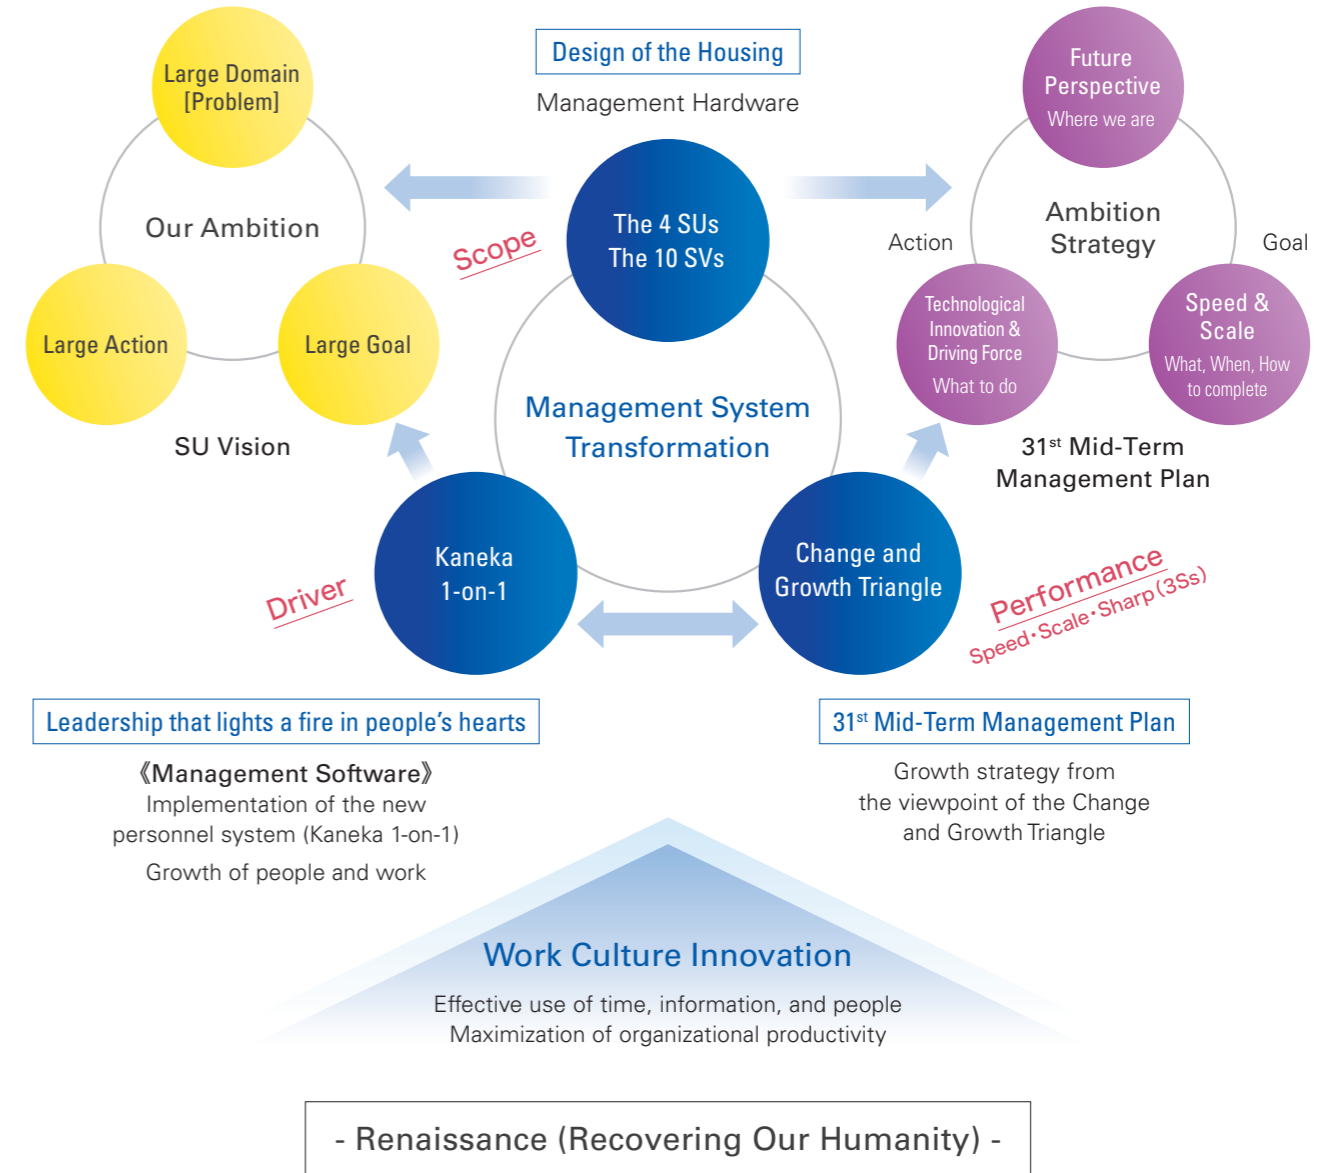 Large Domain
[Problem]
Our Ambition
Large Action
Large Goal
SU Vision
Design of the Housing
Management Hardware
The 4 SUs
The 10 SVs
Scope
Management System
Transformation
Kaneka
1-on-1
Driver
Change and
Growth Triangle
Performance
Speed・Scale・Sharp (3Ss)
Future
Perspective
Where we are
Ambition
Strategy
Action
Goal
Technological
Innovation &
Driving Force
What to do
Speed &
Scale
What, When, How
to complete
31st Mid-Term
Management Plan
Leadership that lights a fire in people's hearts
《Management Software》
Implementation of the new
personnel system (Kaneka 1-on-1)
Growth of people and work
31st Mid-Term Management Plan
Growth strategy from
the viewpoint of the Change
and Growth Triangle
Work Culture Innovation
Effective use of time, information, and people
Maximization of organizational productivity
- Renaissance (Recovering Our Humanity) -